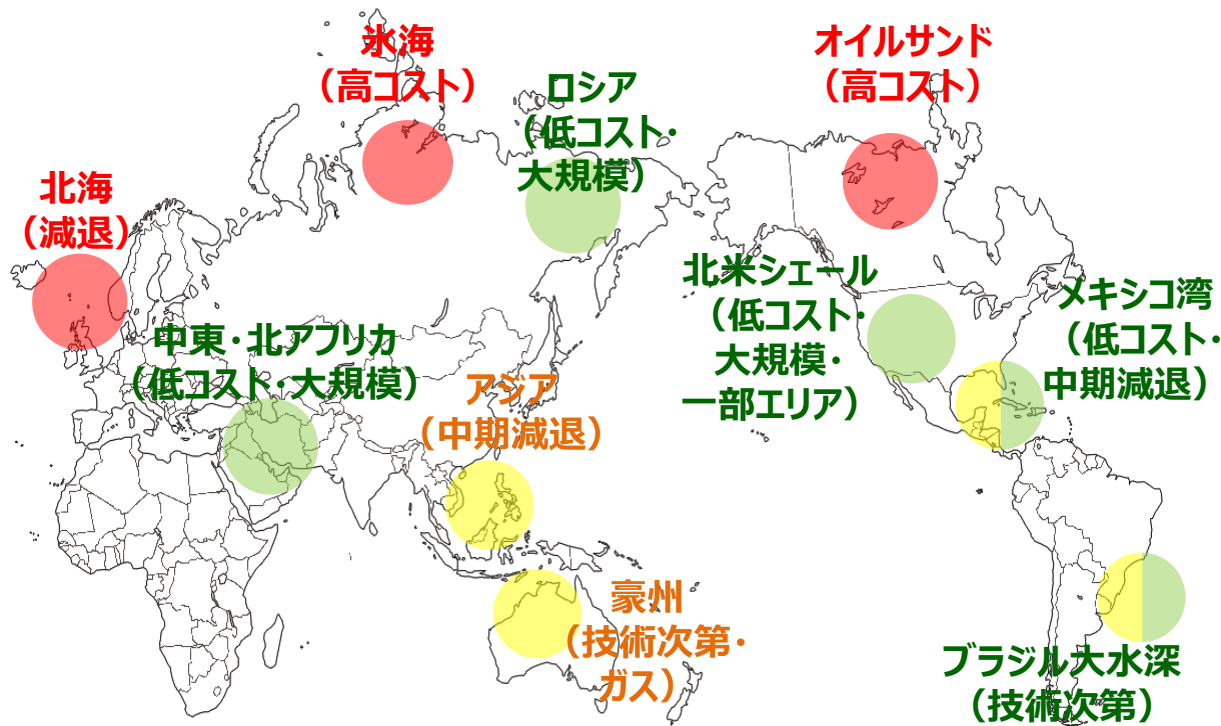 氷海
（高コスト）
オイルサンド
（高コスト）
ロシア
（低コスト・
大規模）
北海
（減退）
北米シェール
（低コスト・
大規模・
一部エリア）
メキシコ湾
（低コスト・
中期減退）
中東・北アフリカ
（低コスト・大規模）
アジア
（中期減退）
豪州
（技術次第・
ガス）
ブラジル大水深
（技術次第）